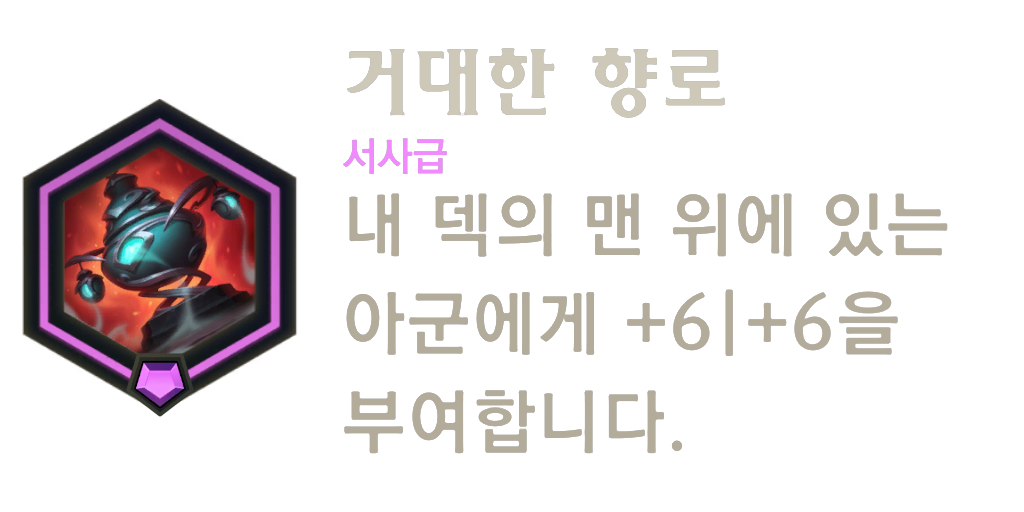 거대한 향로
서사급
내 덱의 맨 위에 있는
아군에게 +6|+6을
부여합니다.